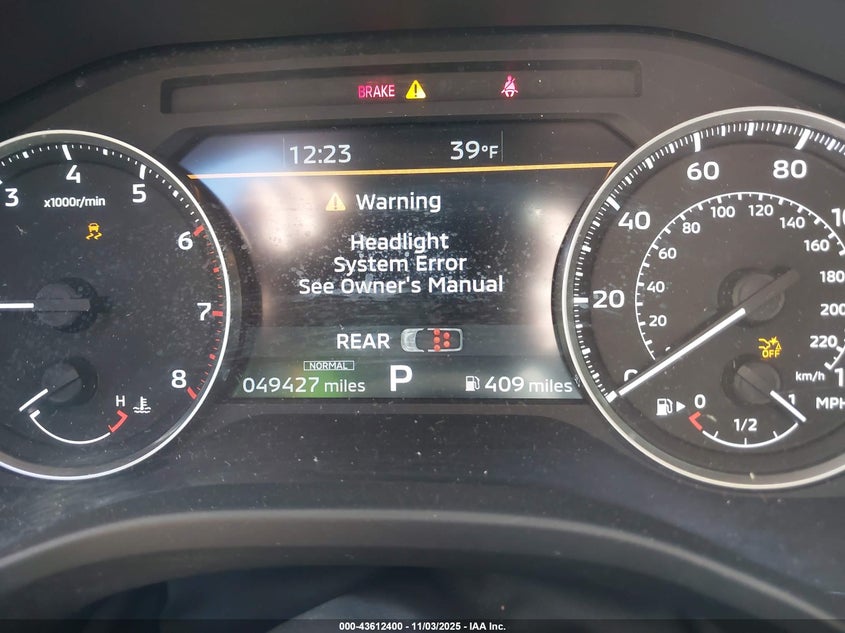 BRAKE
12:23 39°F
Warning
Headlight
System Error
See Owner's Manual
REAR
NORMAL
049427 miles P 409 miles
3 4 5 6 7 8
x1000r/min
H
20 40 60 80
20 40 60 80 100 120 140 160 180 220
km/h
MPH
OFF
0 1/2 1
000-43612400 - 11/03/2025 - IAA Inc.